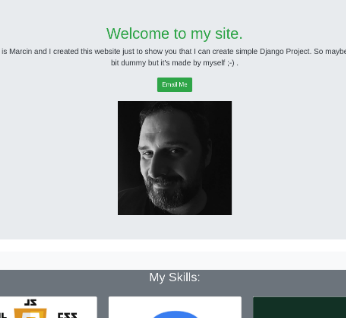 Welcome to my site.
is Marcin and I created this website just to show you that I can create simple Django Project. So maybe
bit dummy but it's made by myself ;-) .
Email Me
My Skills:
JS
CSS